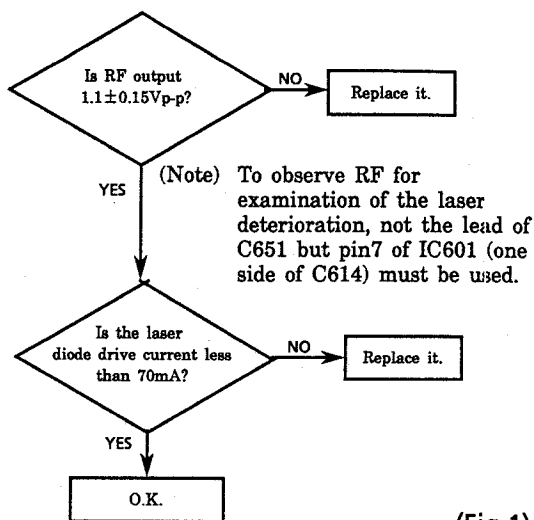 Is RF output
1.1±0.15Vp-p?
NO
Replace it.
YES
(Note) To observe RF for
examination of the laser
deterioration, not the lead of
C651 but pin7 of IC601 (one
side of C614) must be used.
Is the laser
diode drive current less
than 70mA?
NO
Replace it.
YES
O.K.